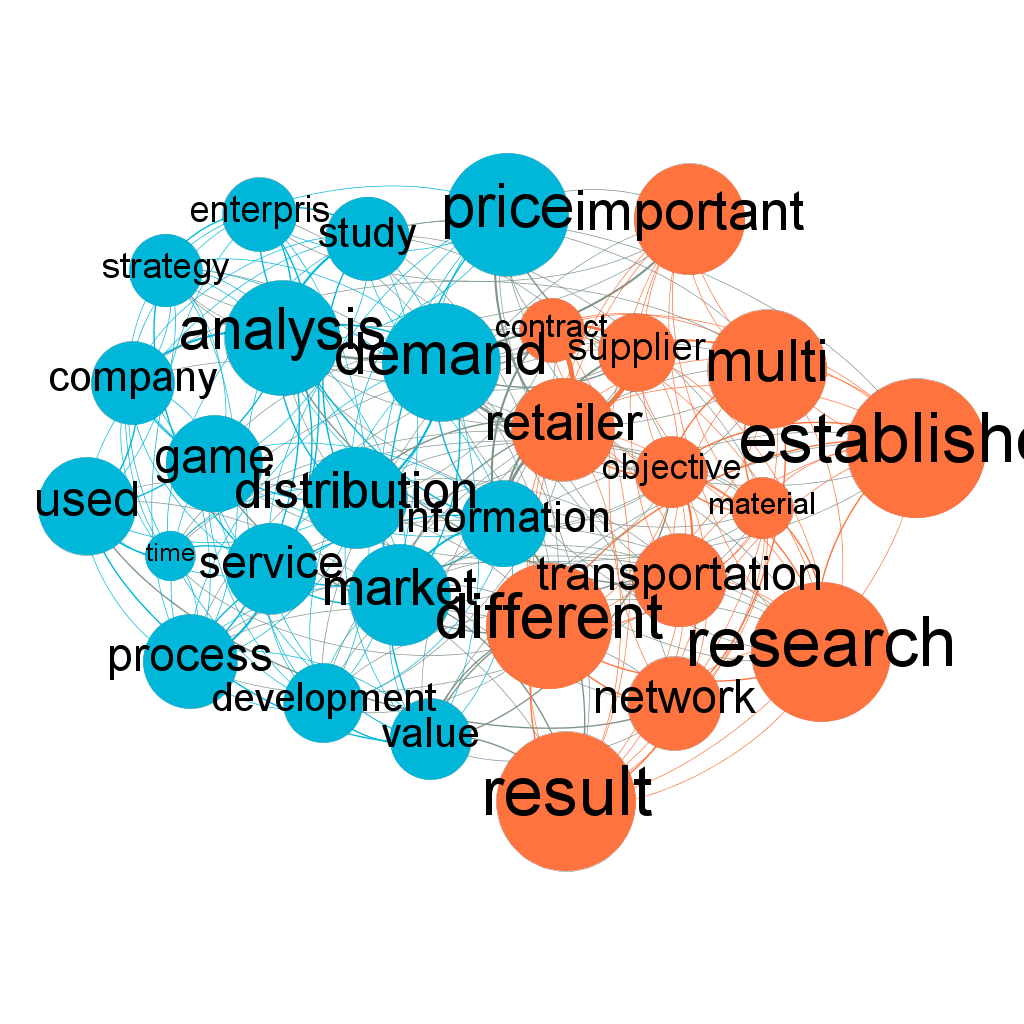 price
important
enterpris
study
strategy
analysis
contract
demand
supplier
multi
company
retailer
establishe
game
objective
distribution
used
material
information
time
service
transportation
market
different
research
process
development
network
value
result